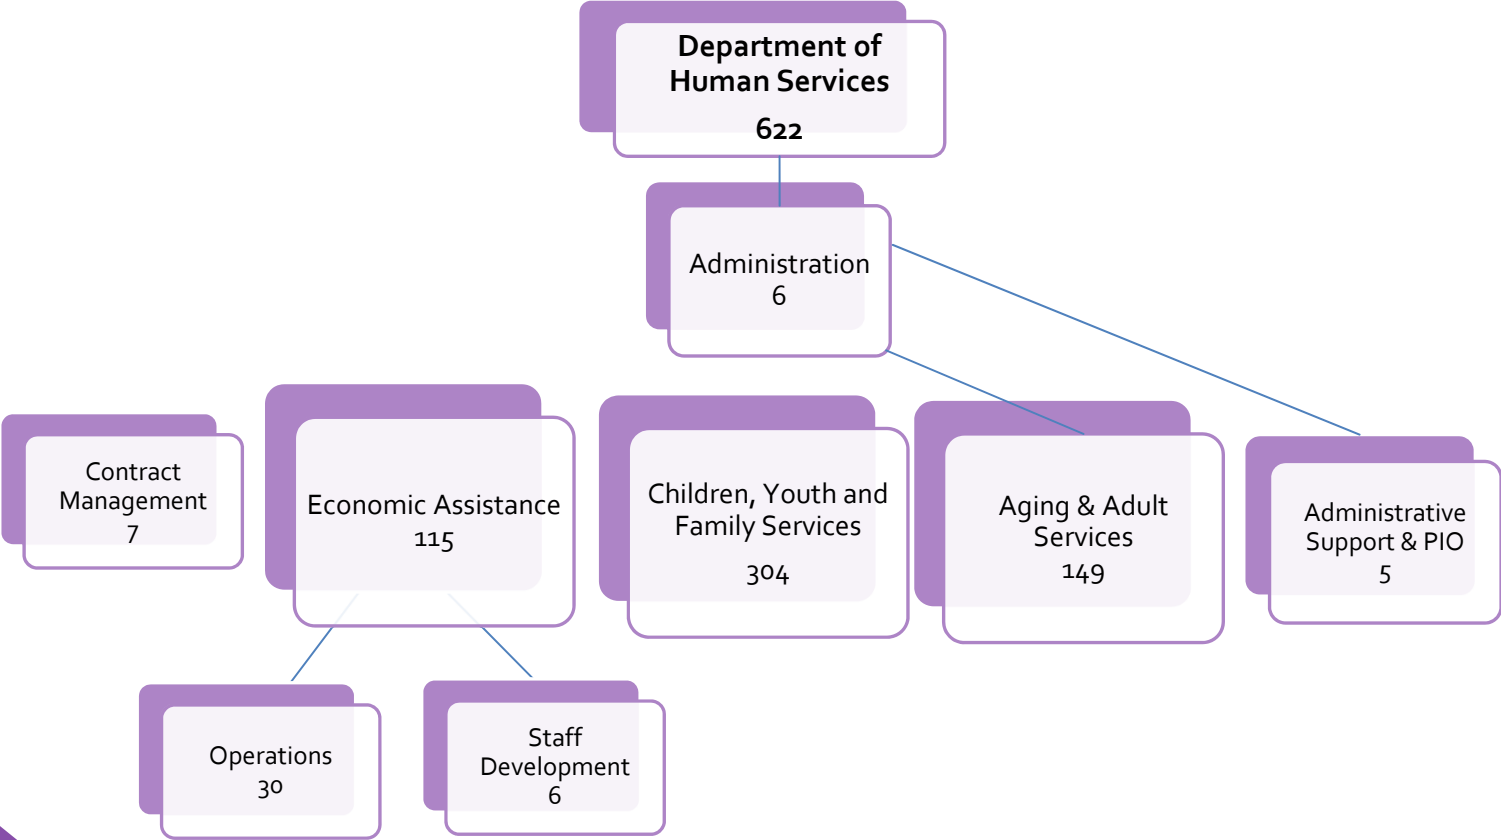 Department of
Human Services
622
Administration
6
Contract
Management
7
Economic Assistance
115
Children, Youth and
Family Services
304
Aging & Adult
Services
149
Administrative
Support & PIO
5
Operations
30
Staff
Development
6